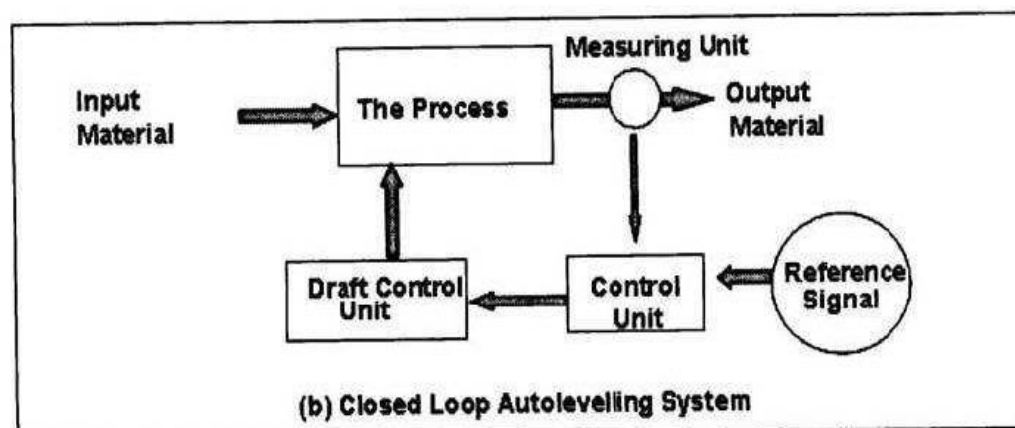 Measuring Unit
Input
Material
The Process
Output
Material
Draft Control
Unit
Control
Unit
Reference
Signal
(b) Closed Loop Autolevelling System